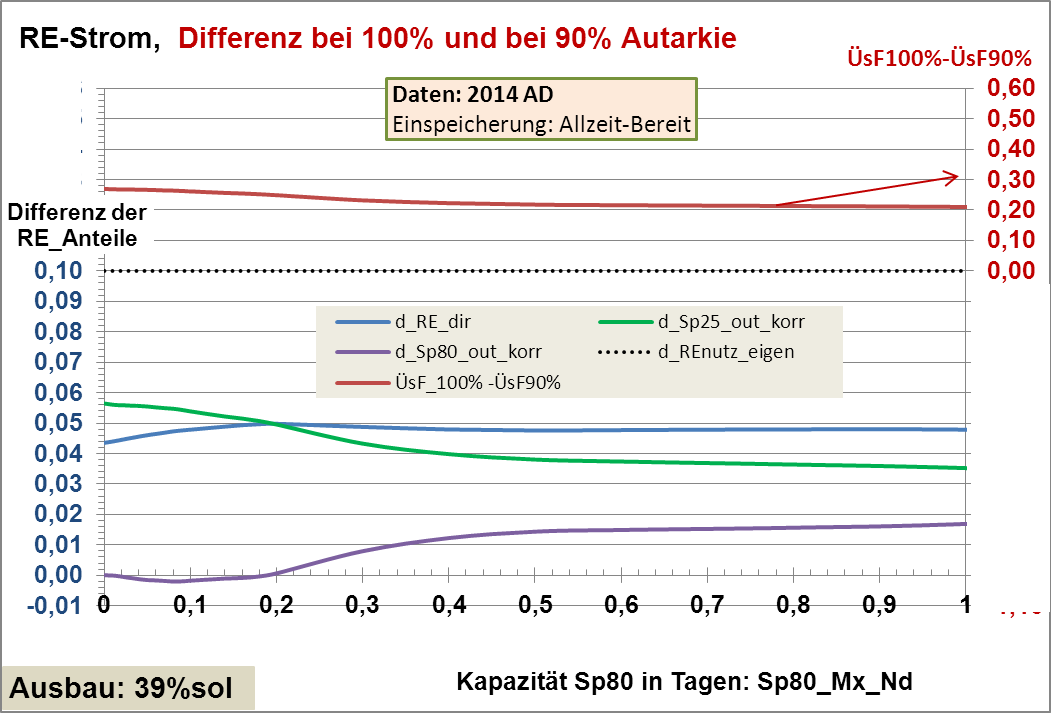 RE-Strom, Differenz bei 100% und bei 90% Autarkie
ÜsF100%-ÜsF90%
Daten: 2014 AD
Einspeicherung: Allzeit-Bereit
0,60
0,50
0,40
0,30
0,20
0,10
0,00
Differenz der
RE_Anteile
0,10
0,09
0,08
0,07
0,06
0,05
0,04
0,03
0,02
0,01
0,00
-0,01
d_RE_dir
d_Sp25_out_korr
d_Sp80_out_korr
d_REnutz_eigen
ÜsF_100% -ÜsF90%
0 0,1 0,2 0,3 0,4 0,5 0,6 0,7 0,8 0,9 1
Ausbau: 39%sol
Kapazität Sp80 in Tagen: Sp80_Mx_Nd